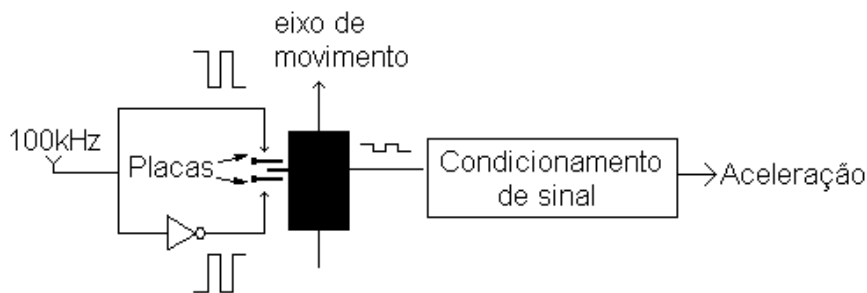 eixo de
movimento
100kHz
Placas
Condicionamento
de sinal
Aceleração